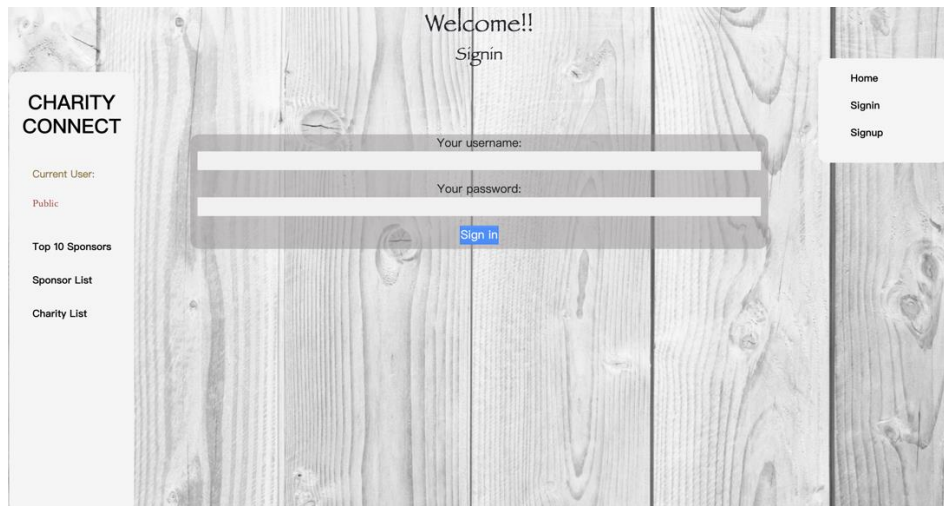 Welcome!!
Signin
CHARITY
CONNECT
Current User:
Public
Top 10 Sponsors
Sponsor List
Charity List
Your username:
Your password:
Sign in
Home
Signin
Signup